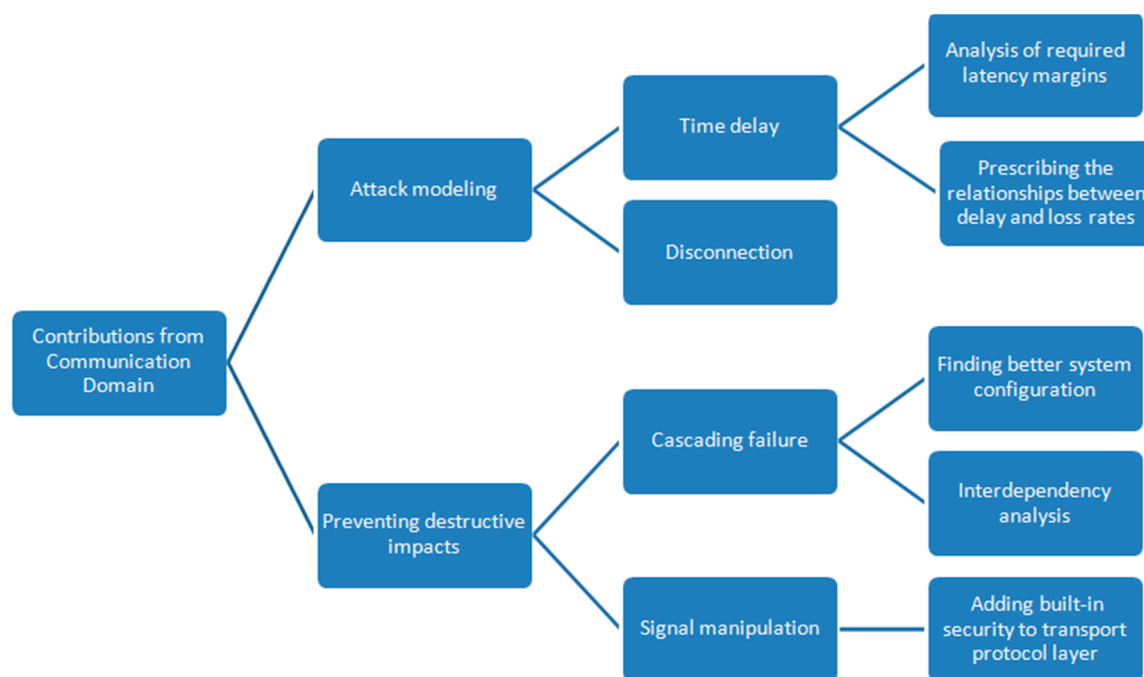 Contributions from
Communication
Domain
Attack modeling
Preventing destructive
impacts
Time delay
Disconnection
Cascading failure
Signal manipulation
Analysis of required
latency margins
Prescribing the
relationships between
delay and loss rates
Finding better system
configuration
Interdependency
analysis
Adding built-in
security to transport
protocol layer